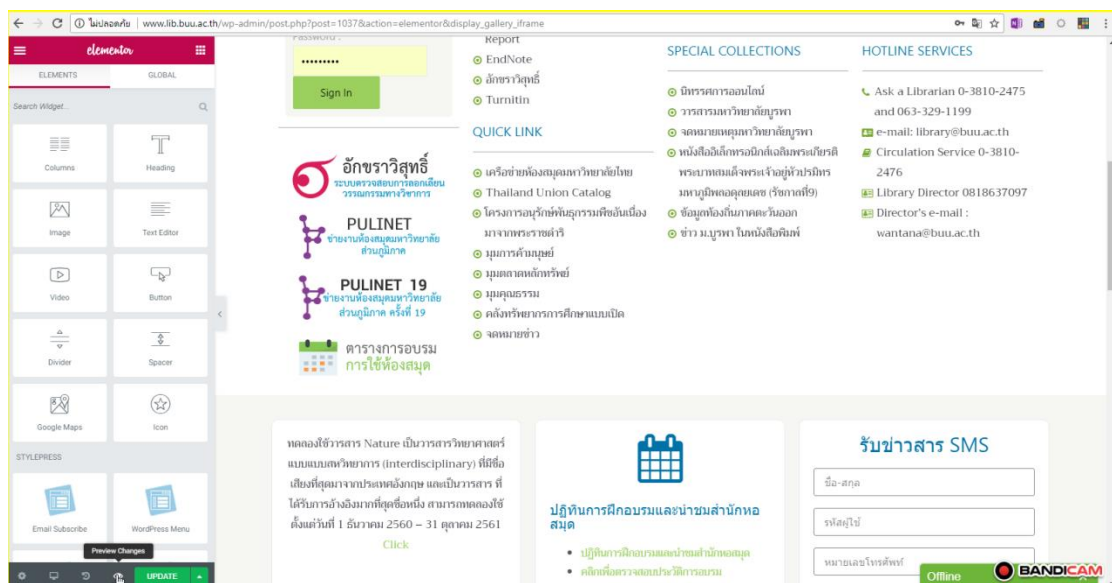 ไม่ปลอดภัย | www.lib.buu.ac.th/wp-admin/post.php?post=1037&action=elementor&display_gallery_iframe
elementor
ELEMENTS GLOBAL
Search Widget...
Columns Heading
Image Text Editor
Video Button
Divider Spacer
Google Maps Icon
STYLEPRESS
Email Subscribe WordPress Menu
Preview Changes
UPDATE
Password :
•••••••••
Sign In
อักขราวิสุทธิ์
ระบบตรวจสอบการลอกเลียน
วรรณกรรมทางวิชาการ
PULINET
ข่ายงานห้องสมุดมหาวิทยาลัย
ส่วนภูมิภาค
PULINET 19
ข่ายงานห้องสมุดมหาวิทยาลัย
ส่วนภูมิภาค ครั้งที่ 19
ตารางการอบรม
การใช้ห้องสมุด
Report
EndNote
อักขราวิสุทธิ์
Turnitin
QUICK LINK
เครือข่ายห้องสมุดมหาวิทยาลัยไทย
Thailand Union Catalog
โครงการอนุรักษ์พันธุกรรมพืชอันเนื่อง
มาจากพระราชดำริ
มุมการค้ามนุษย์
มุมตลาดหลักทรัพย์
มุมคุณธรรม
คลังทรัพยากรการศึกษาแบบเปิด
จดหมายข่าว
SPECIAL COLLECTIONS
นิทรรศการออนไลน์
วารสารมหาวิทยาลัยบูรพา
จดหมายเหตุมหาวิทยาลัยบูรพา
หนังสืออิเล็กทรอนิกส์เฉลิมพระเกียรติ
พระบาทสมเด็จพระเจ้าอยู่หัวปรมินทร
มหาภูมิพลอดุลยเดช (รัชกาลที่9)
ข้อมูลท้องถิ่นภาคตะวันออก
ข่าว ม.บูรพา ในหนังสือพิมพ์
HOTLINE SERVICES
Ask a Librarian 0-3810-2475
and 063-329-1199
e-mail: library@buu.ac.th
Circulation Service 0-3810-
2476
Library Director 0818637097
Director's e-mail :
wantana@buu.ac.th
ทดลองใช้วารสาร Nature เป็นวารสารวิทยาศาสตร์
แบบแบบสหวิทยาการ (interdisciplinary) ที่มีชื่อ
เสียงที่สุดมาจากประเทศอังกฤษ และเป็นวารสาร ที่
ได้รับการอ้างอิงมากที่สุดชื่อหนึ่ง สามารถทดลองใช้
ตั้งแต่วันที่ 1 ธันวาคม 2560 – 31 ตุลาคม 2561
Click
ปฏิทินการฝึกอบรมและนำชมสำนักหอ
สมุด
ปฏิทินการฝึกอบรมและนำชมสำนักหอสมุด
คลิกเพื่อตรวจสอบประวัติการอบรม
รับข่าวสาร SMS
ชื่อ-สกุล
รหัสผู้ใช้
หมายเลขโทรศัพท์
Offline
BANDICAM